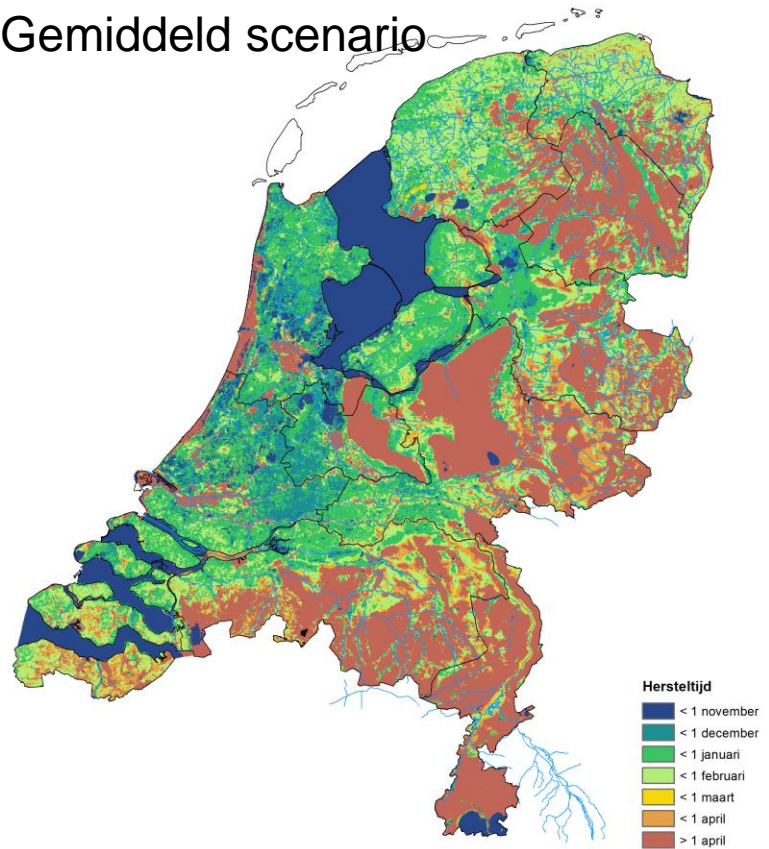 Gemiddeld scenario
Hersteltijd
< 1 november
< 1 december
< 1 januari
< 1 februari
< 1 maart
< 1 april
> 1 april